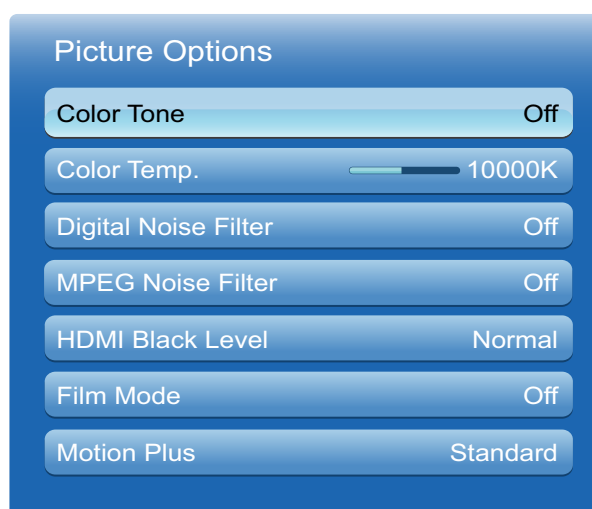 Picture Options
Color Tone Off
Color Temp. 10000K
Digital Noise Filter Off
MPEG Noise Filter Off
HDMI Black Level Normal
Film Mode Off
Motion Plus Standard